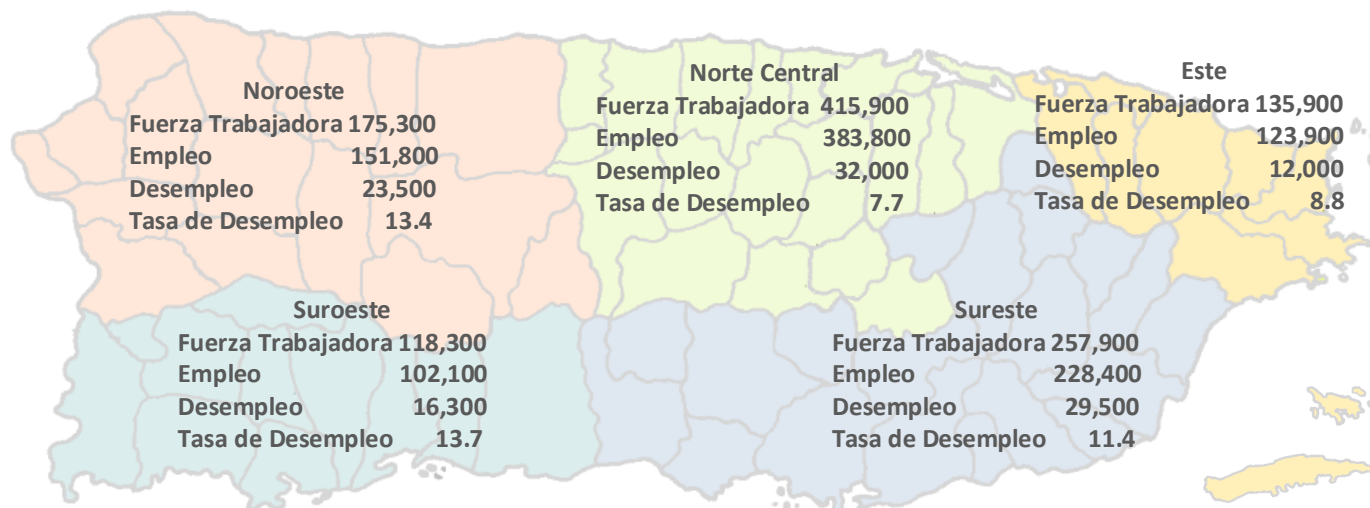 Noroeste
Fuerza Trabajadora 175,300
Empleo 151,800
Desempleo 23,500
Tasa de Desempleo 13.4
Norte Central
Fuerza Trabajadora 415,900
Empleo 383,800
Desempleo 32,000
Tasa de Desempleo 7.7
Este
Fuerza Trabajadora 135,900
Empleo 123,900
Desempleo 12,000
Tasa de Desempleo 8.8
Suroeste
Fuerza Trabajadora 118,300
Empleo 102,100
Desempleo 16,300
Tasa de Desempleo 13.7
Sureste
Fuerza Trabajadora 257,900
Empleo 228,400
Desempleo 29,500
Tasa de Desempleo 11.4